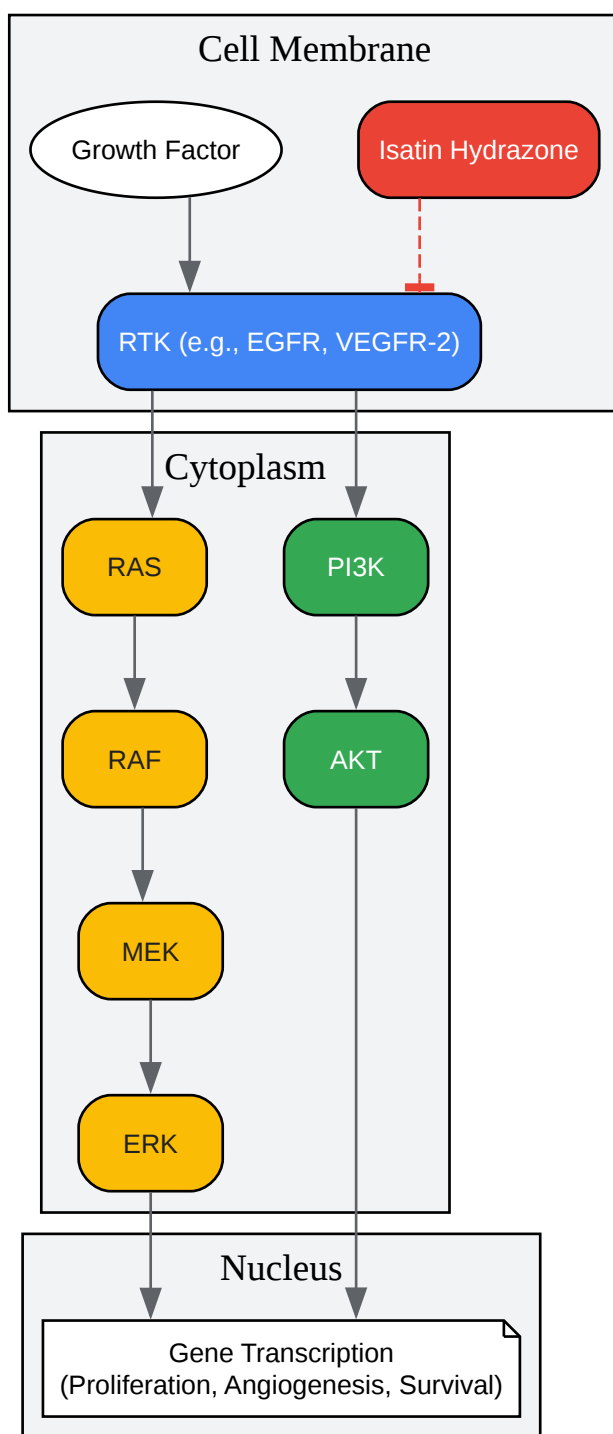 Cell Membrane
Growth Factor
Isatin Hydrazone
RTK (e.g., EGFR, VEGFR-2)
Cytoplasm
RAS
PI3K
RAF
AKT
MEK
ERK
Nucleus
Gene Transcription
(Proliferation, Angiogenesis, Survival)